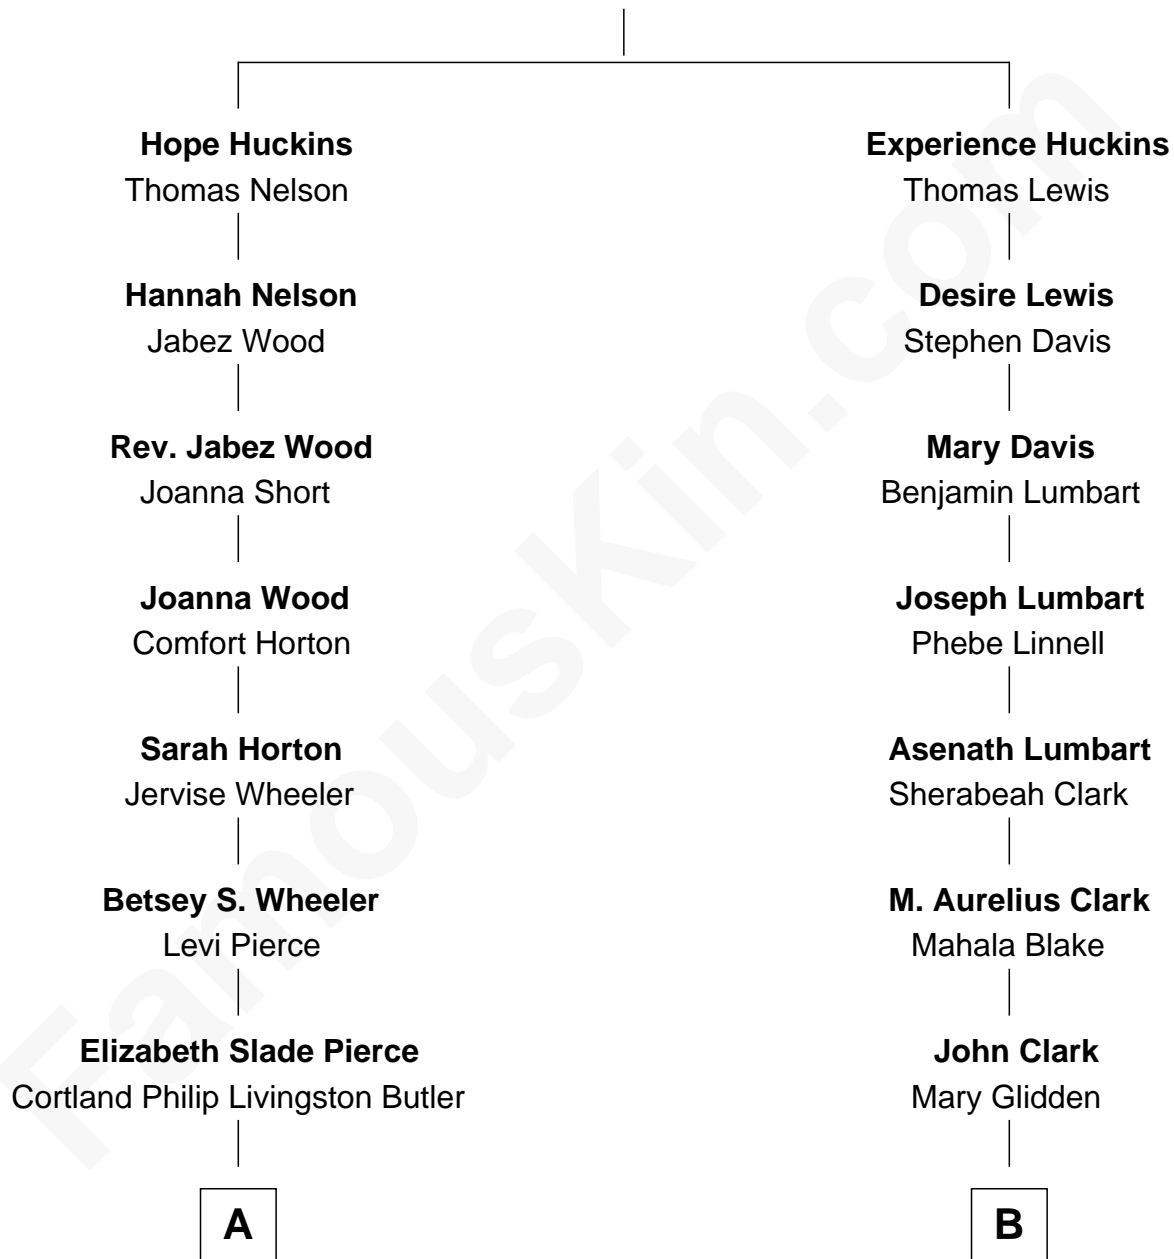 Hope Huckins
Thomas Nelson
Hannah Nelson
Jabez Wood
Rev. Jabez Wood
Joanna Short
Joanna Wood
Comfort Horton
Sarah Horton
Jervise Wheeler
Betsey S. Wheeler
Levi Pierce
Elizabeth Slade Pierce
Cortland Philip Livingston Butler
A
Experience Huckins
Thomas Lewis
Desire Lewis
Stephen Davis
Mary Davis
Benjamin Lumbart
Joseph Lumbart
Phebe Linnell
Asenath Lumbart
Sherabeah Clark
M. Aurelius Clark
Mahala Blake
John Clark
Mary Glidden
B
FamousKin.com